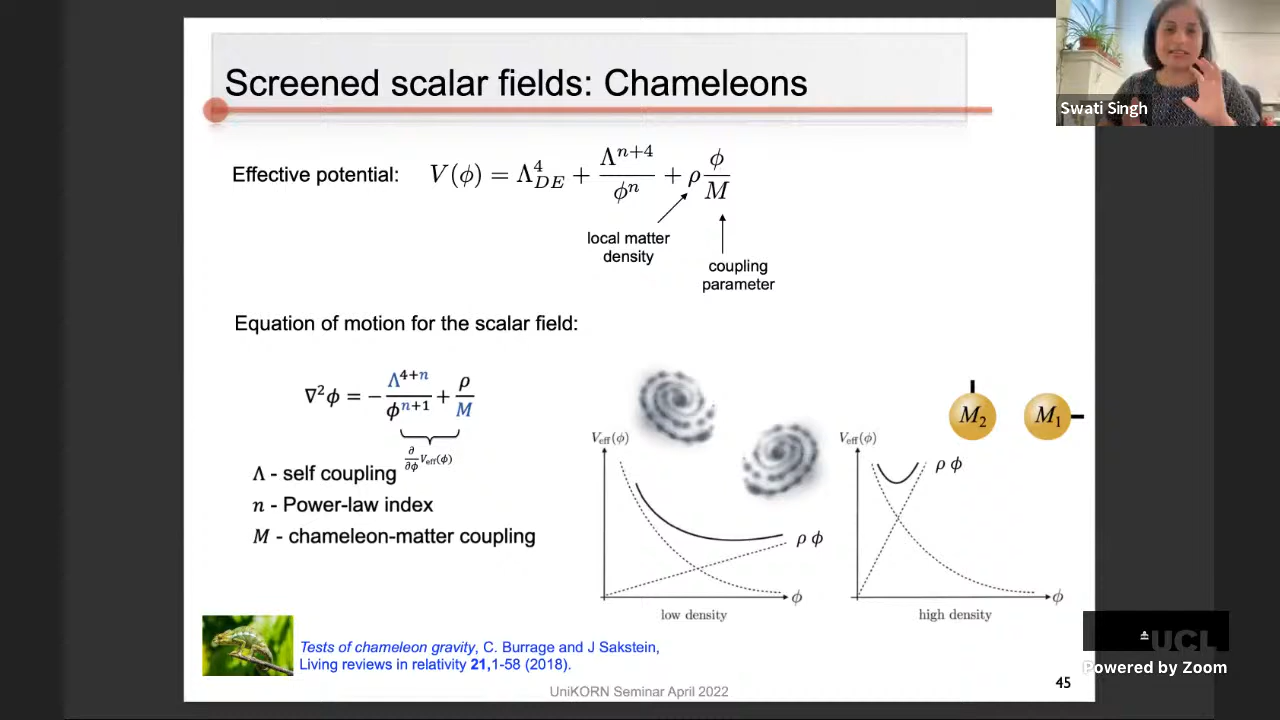 Screened scalar fields: Chameleons
Swati Singh
Effective potential: V(ϕ) = Λ⁴_DE + Λⁿ⁺⁴/ϕⁿ + ρ ϕ/M
local matter
density
coupling
parameter
Equation of motion for the scalar field:
∇²ϕ = − Λ⁴⁺ⁿ/ϕⁿ⁺¹ + ρ/M
∂/∂ϕ V_eff(ϕ)
Λ - self coupling
n - Power-law index
M - chameleon-matter coupling
V_eff(ϕ)
ρ ϕ
ϕ
low density
M₂
M₁
V_eff(ϕ)
ρ ϕ
ϕ
high density
Tests of chameleon gravity, C. Burrage and J Sakstein,
Living reviews in relativity 21,1-58 (2018).
UniKORN Seminar April 2022
45
UCL
Powered by Zoom